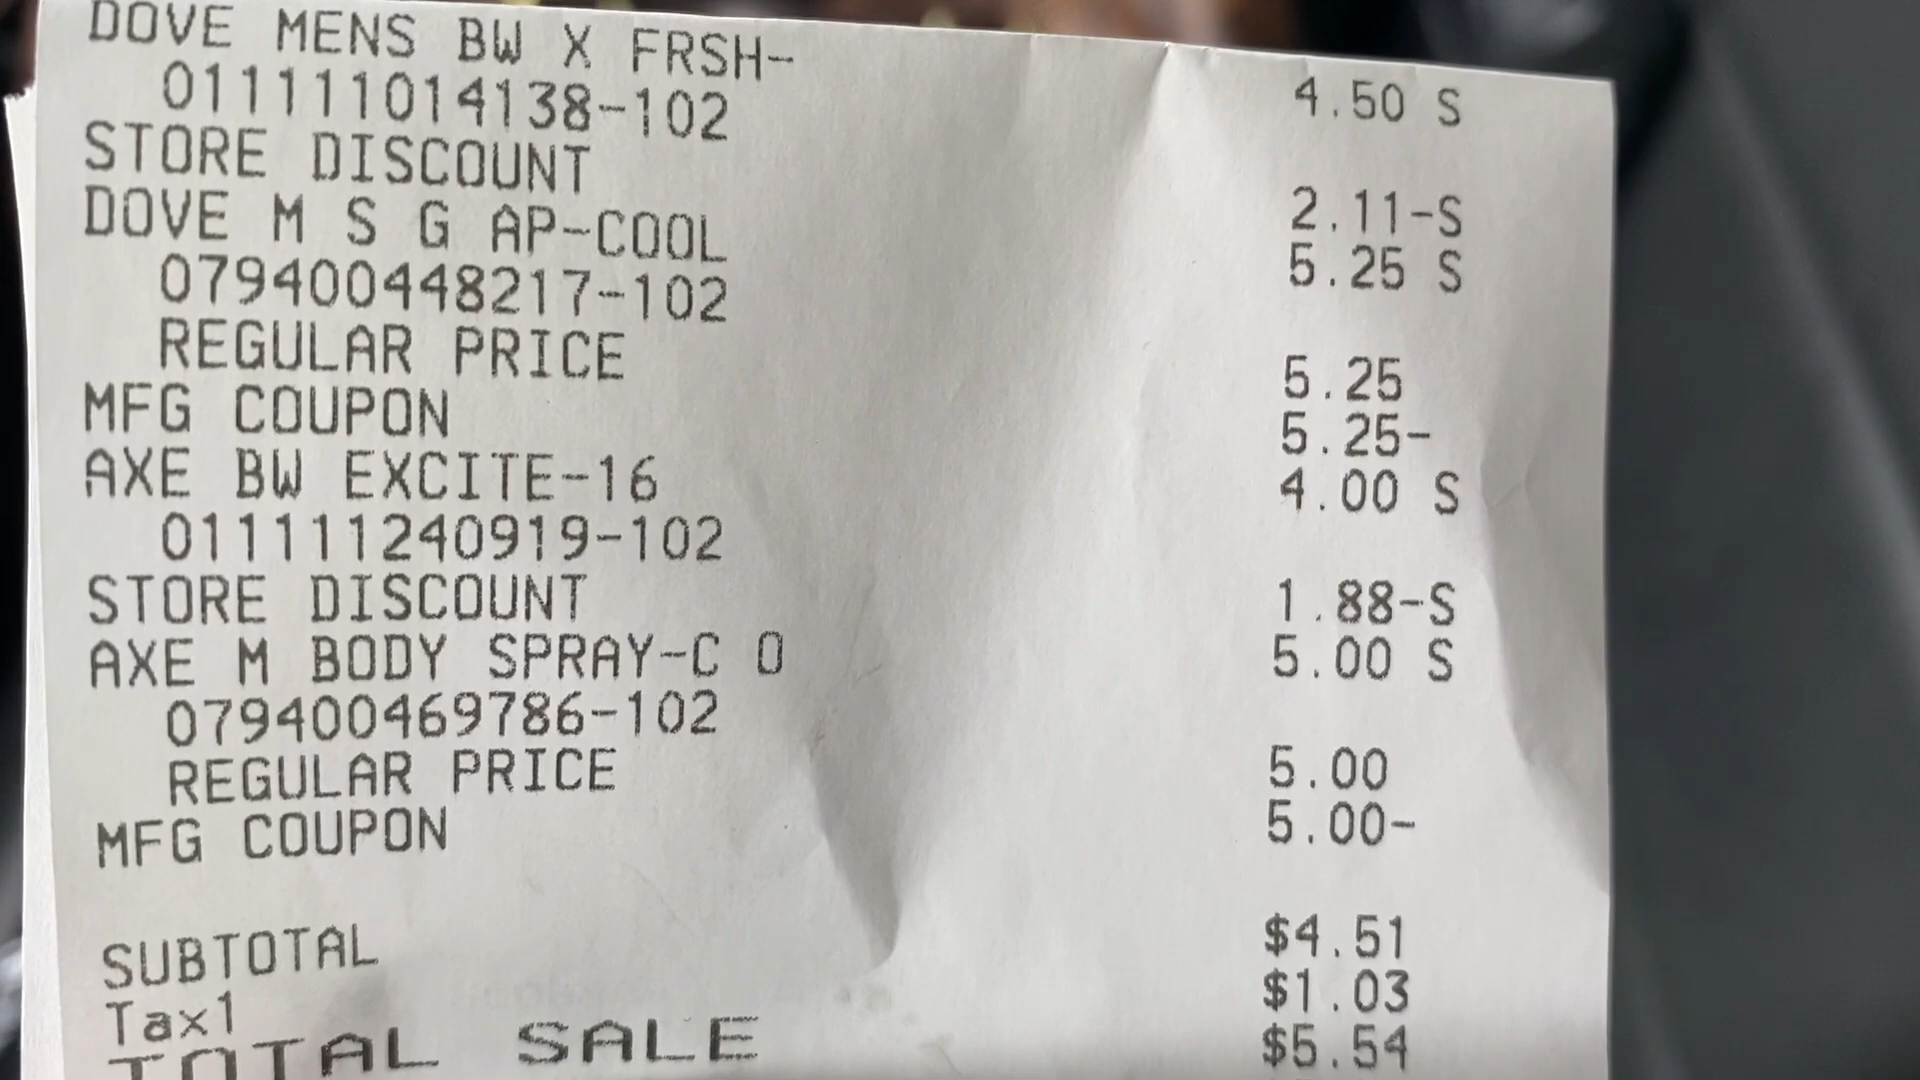 DOVE MENS BW X FRSH-
011111014138-102 4.50 S
STORE DISCOUNT 2.11-S
DOVE M S G AP-COOL 5.25 S
079400448217-102
REGULAR PRICE 5.25
MFG COUPON 5.25-
AXE BW EXCITE-16 4.00 S
011111240919-102
STORE DISCOUNT 1.88-S
AXE M BODY SPRAY-C O 5.00 S
079400469786-102
REGULAR PRICE 5.00
MFG COUPON 5.00-
SUBTOTAL $4.51
Tax1 $1.03
TOTAL SALE $5.54